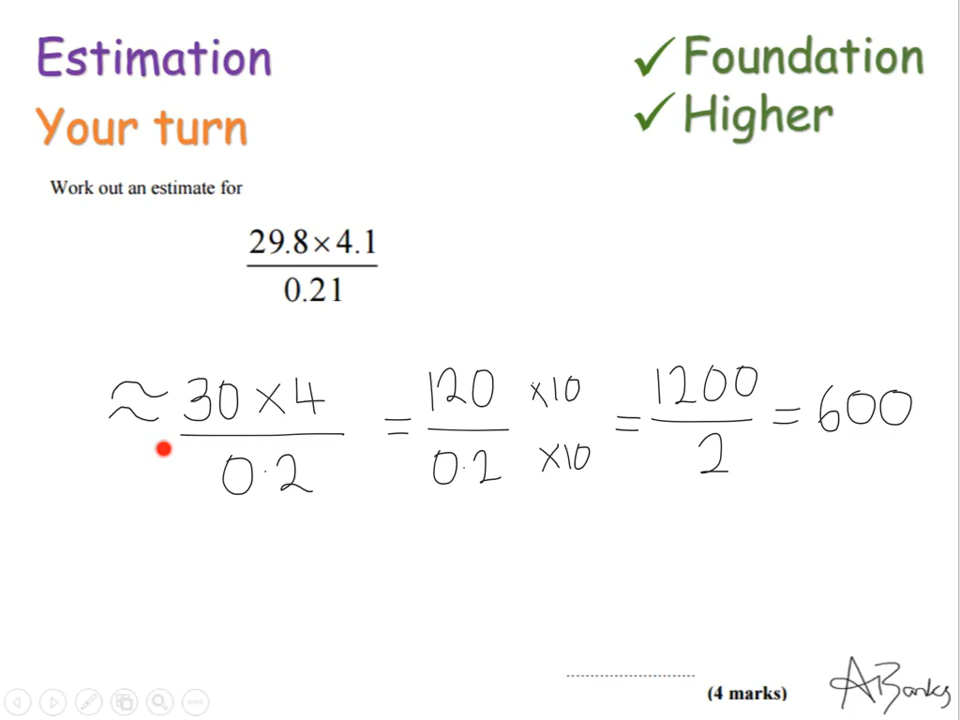 Estimation
✓ Foundation
Your turn
✓ Higher
Work out an estimate for
29.8 × 4.1
0.21
≈ 30 × 4 = 120 ×10 = 1200 = 600
0.2 0.2 ×10 2
(4 marks)
A Banks